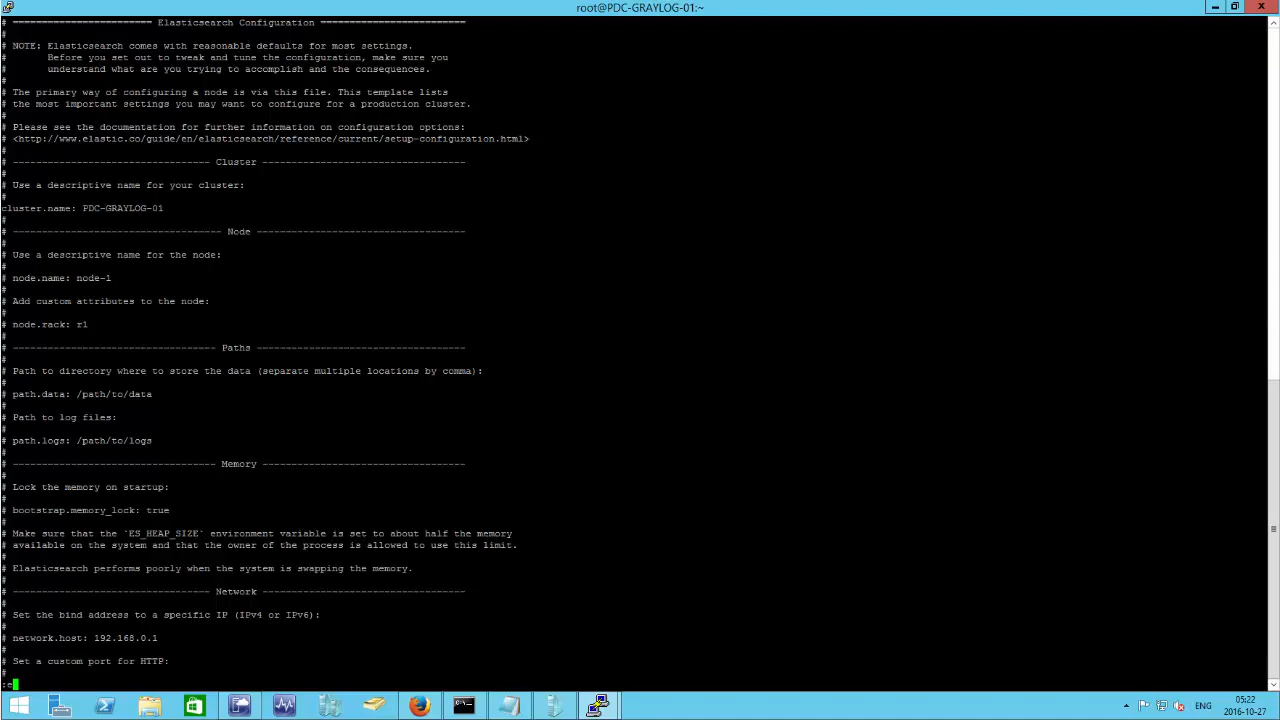 root@PDC-GRAYLOG-01:~
# ======================== Elasticsearch Configuration =========================
#
# NOTE: Elasticsearch comes with reasonable defaults for most settings.
#       Before you set out to tweak and tune the configuration, make sure you
#       understand what are you trying to accomplish and the consequences.
#
# The primary way of configuring a node is via this file. This template lists
# the most important settings you may want to configure for a production cluster.
#
# Please see the documentation for further information on configuration options:
# <http://www.elastic.co/guide/en/elasticsearch/reference/current/setup-configuration.html>
#
# ---------------------------------- Cluster -----------------------------------
#
# Use a descriptive name for your cluster:
#
cluster.name: PDC-GRAYLOG-01
#
# ------------------------------------ Node ------------------------------------
#
# Use a descriptive name for the node:
#
# node.name: node-1
#
# Add custom attributes to the node:
#
# node.rack: r1
#
# ----------------------------------- Paths ------------------------------------
#
# Path to directory where to store the data (separate multiple locations by comma):
#
# path.data: /path/to/data
#
# Path to log files:
#
# path.logs: /path/to/logs
#
# ----------------------------------- Memory -----------------------------------
#
# Lock the memory on startup:
#
# bootstrap.memory_lock: true
#
# Make sure that the `ES_HEAP_SIZE` environment variable is set to about half the memory
# available on the system and that the owner of the process is allowed to use this limit.
#
# Elasticsearch performs poorly when the system is swapping the memory.
#
# ---------------------------------- Network -----------------------------------
#
# Set the bind address to a specific IP (IPv4 or IPv6):
#
# network.host: 192.168.0.1
#
# Set a custom port for HTTP:
#
:e
ENG
05:22
2016-10-27